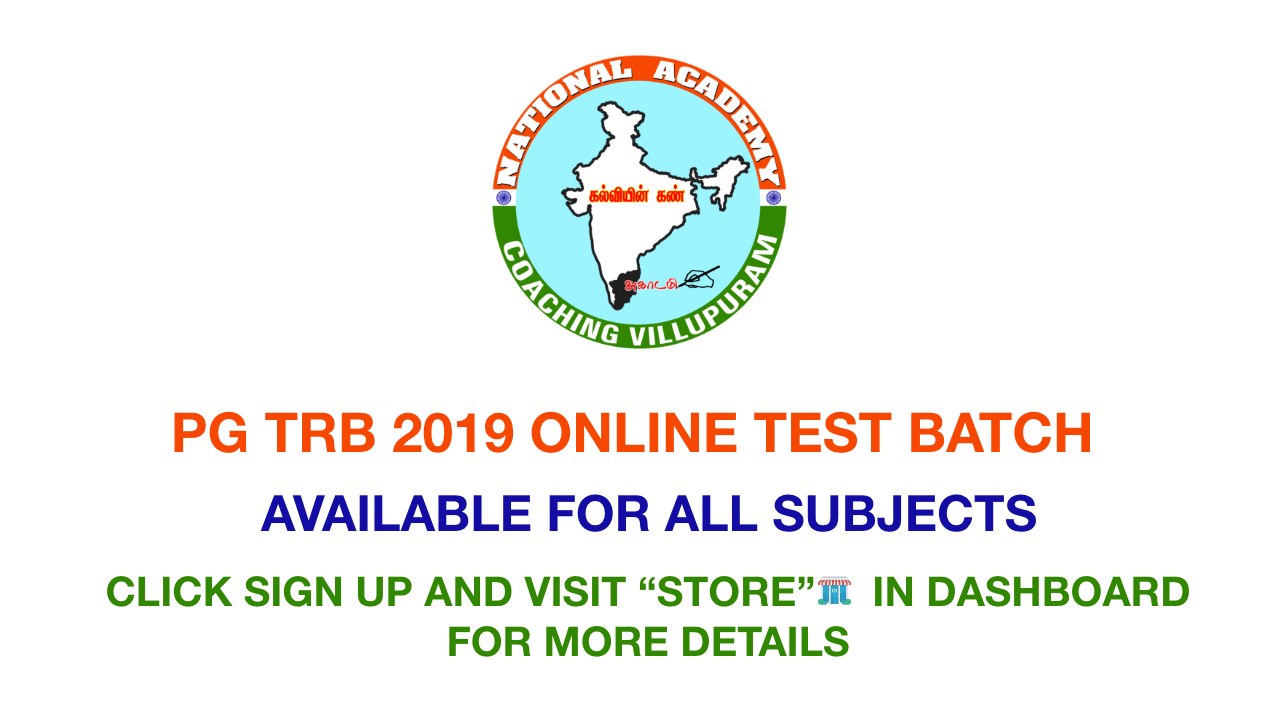 NATIONAL ACADEMY
கல்வியின் கண்
அகாடமி
COACHING VILLUPURAM
PG TRB 2019 ONLINE TEST BATCH
AVAILABLE FOR ALL SUBJECTS
CLICK SIGN UP AND VISIT “STORE” IN DASHBOARD
FOR MORE DETAILS